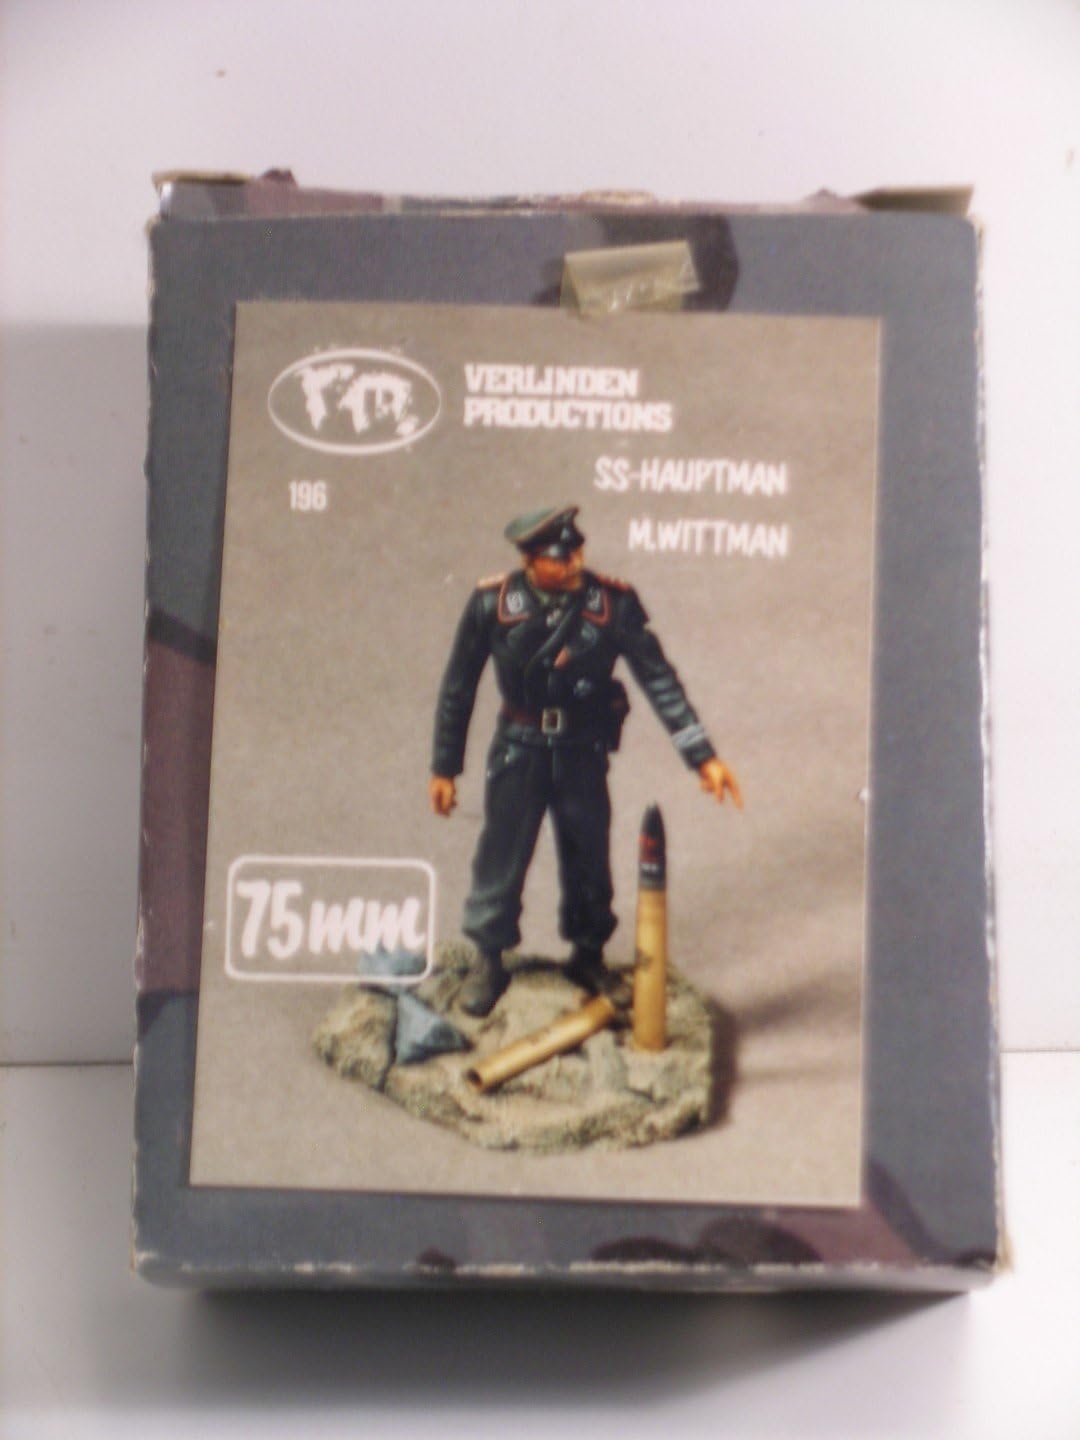 VERLINDEN
PRODUCTIONS
196
SS-HAUPTMAN
M.WITTMAN
75mm